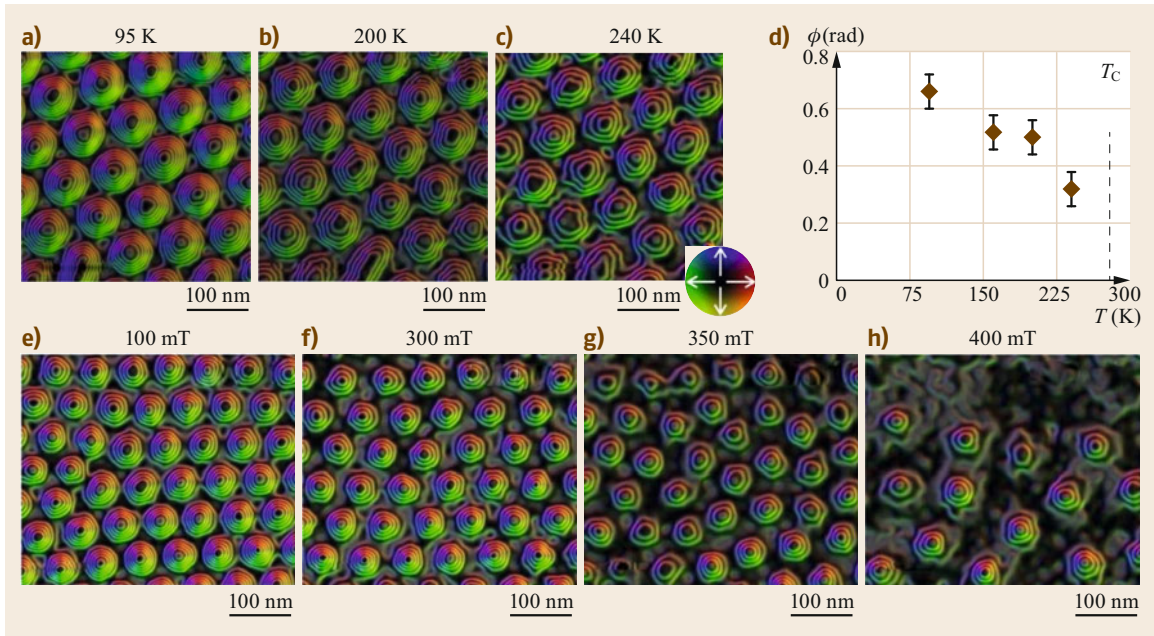 a) 95 K
b) 200 K
c) 240 K
d) ϕ (rad)
0.8
0.6
0.4
0.2
0
T_C
0 75 150 225 300
T (K)
100 nm
100 nm
100 nm
e) 100 mT
f) 300 mT
g) 350 mT
h) 400 mT
100 nm
100 nm
100 nm
100 nm